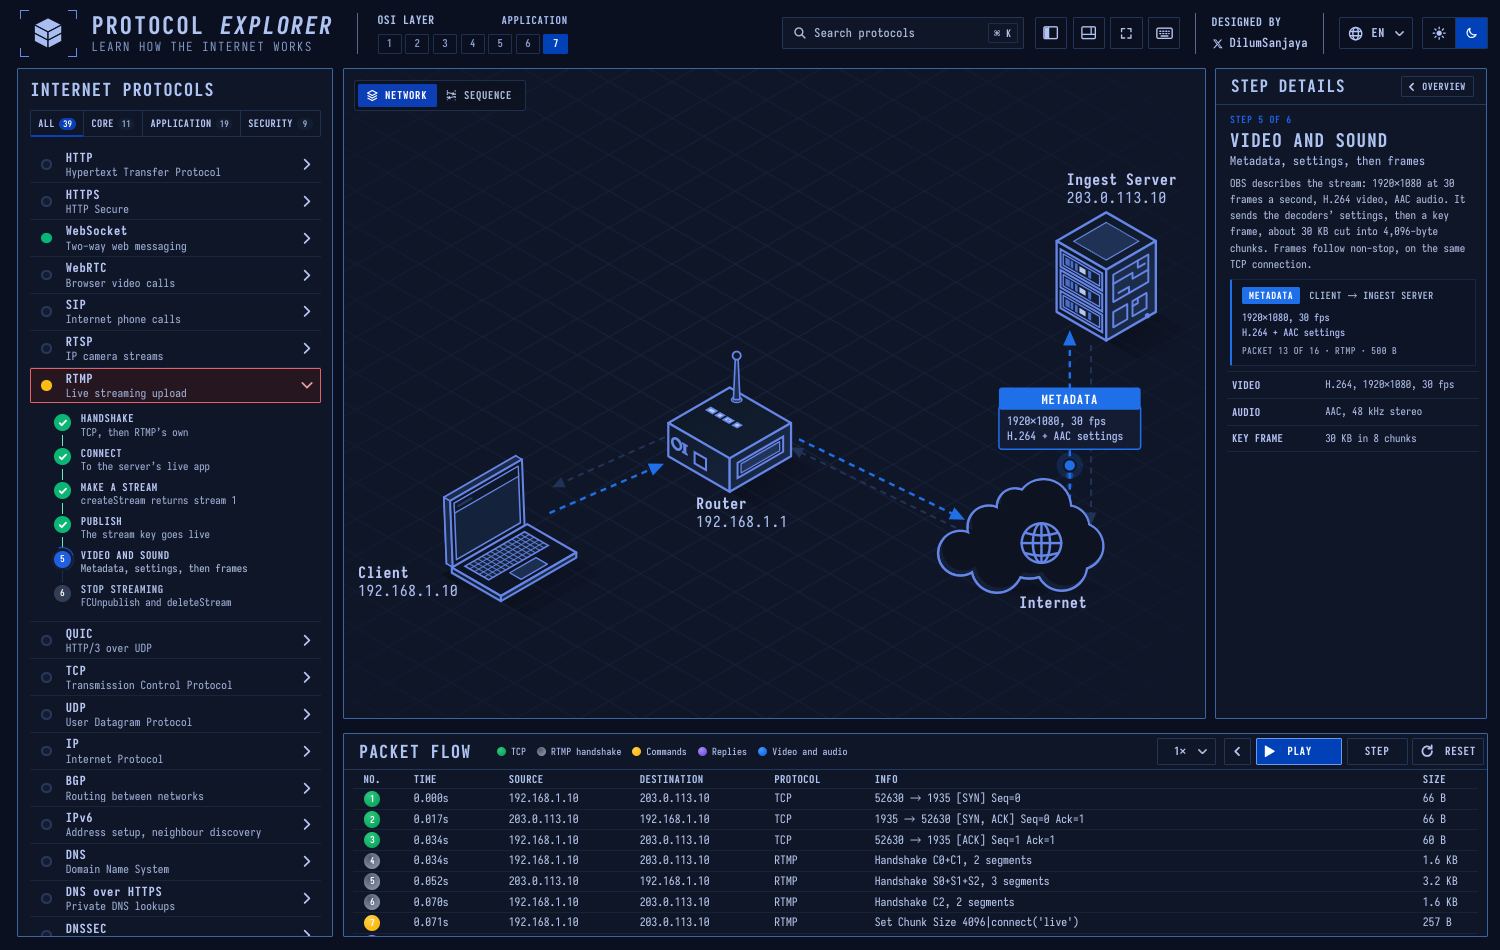 PROTOCOL EXPLORER
LEARN HOW THE INTERNET WORKS
OSI LAYER APPLICATION
1 2 3 4 5 6 7
Search protocols ⌘ K
DESIGNED BY
DilumSanjaya
EN
INTERNET PROTOCOLS
ALL 39 CORE 11 APPLICATION 19 SECURITY 9
HTTP
Hypertext Transfer Protocol
HTTPS
HTTP Secure
WebSocket
Two-way web messaging
WebRTC
Browser video calls
SIP
Internet phone calls
RTSP
IP camera streams
RTMP
Live streaming upload
HANDSHAKE
TCP, then RTMP's own
CONNECT
To the server's live app
MAKE A STREAM
createStream returns stream 1
PUBLISH
The stream key goes live
5 VIDEO AND SOUND
Metadata, settings, then frames
6 STOP STREAMING
FCUnpublish and deleteStream
QUIC
HTTP/3 over UDP
TCP
Transmission Control Protocol
UDP
User Datagram Protocol
IP
Internet Protocol
BGP
Routing between networks
IPv6
Address setup, neighbour discovery
DNS
Domain Name System
DNS over HTTPS
Private DNS lookups
DNSSEC
NETWORK SEQUENCE
Ingest Server
203.0.113.10
METADATA
1920×1080, 30 fps
H.264 + AAC settings
Router
192.168.1.1
Client
192.168.1.10
Internet
STEP DETAILS OVERVIEW
STEP 5 OF 6
VIDEO AND SOUND
Metadata, settings, then frames
OBS describes the stream: 1920×1080 at 30
frames a second, H.264 video, AAC audio. It
sends the decoders' settings, then a key
frame, about 30 KB cut into 4,096-byte
chunks. Frames follow non-stop, on the same
TCP connection.
METADATA CLIENT → INGEST SERVER
1920×1080, 30 fps
H.264 + AAC settings
PACKET 13 OF 16 · RTMP · 500 B
VIDEO H.264, 1920×1080, 30 fps
AUDIO AAC, 48 kHz stereo
KEY FRAME 30 KB in 8 chunks
PACKET FLOW TCP RTMP handshake Commands Replies Video and audio 1× PLAY STEP RESET
NO. TIME SOURCE DESTINATION PROTOCOL INFO SIZE
1 0.000s 192.168.1.10 203.0.113.10 TCP 52630 → 1935 [SYN] Seq=0 66 B
2 0.017s 203.0.113.10 192.168.1.10 TCP 1935 → 52630 [SYN, ACK] Seq=0 Ack=1 66 B
3 0.034s 192.168.1.10 203.0.113.10 TCP 52630 → 1935 [ACK] Seq=1 Ack=1 60 B
4 0.034s 192.168.1.10 203.0.113.10 RTMP Handshake C0+C1, 2 segments 1.6 KB
5 0.052s 203.0.113.10 192.168.1.10 RTMP Handshake S0+S1+S2, 3 segments 3.2 KB
6 0.070s 192.168.1.10 203.0.113.10 RTMP Handshake C2, 2 segments 1.6 KB
7 0.071s 192.168.1.10 203.0.113.10 RTMP Set Chunk Size 4096|connect('live') 257 B